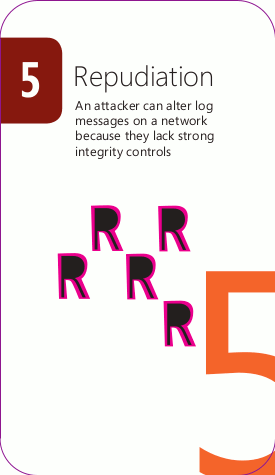 5
Repudiation
An attacker can alter log
messages on a network
because they lack strong
integrity controls
R R
R R
R
5